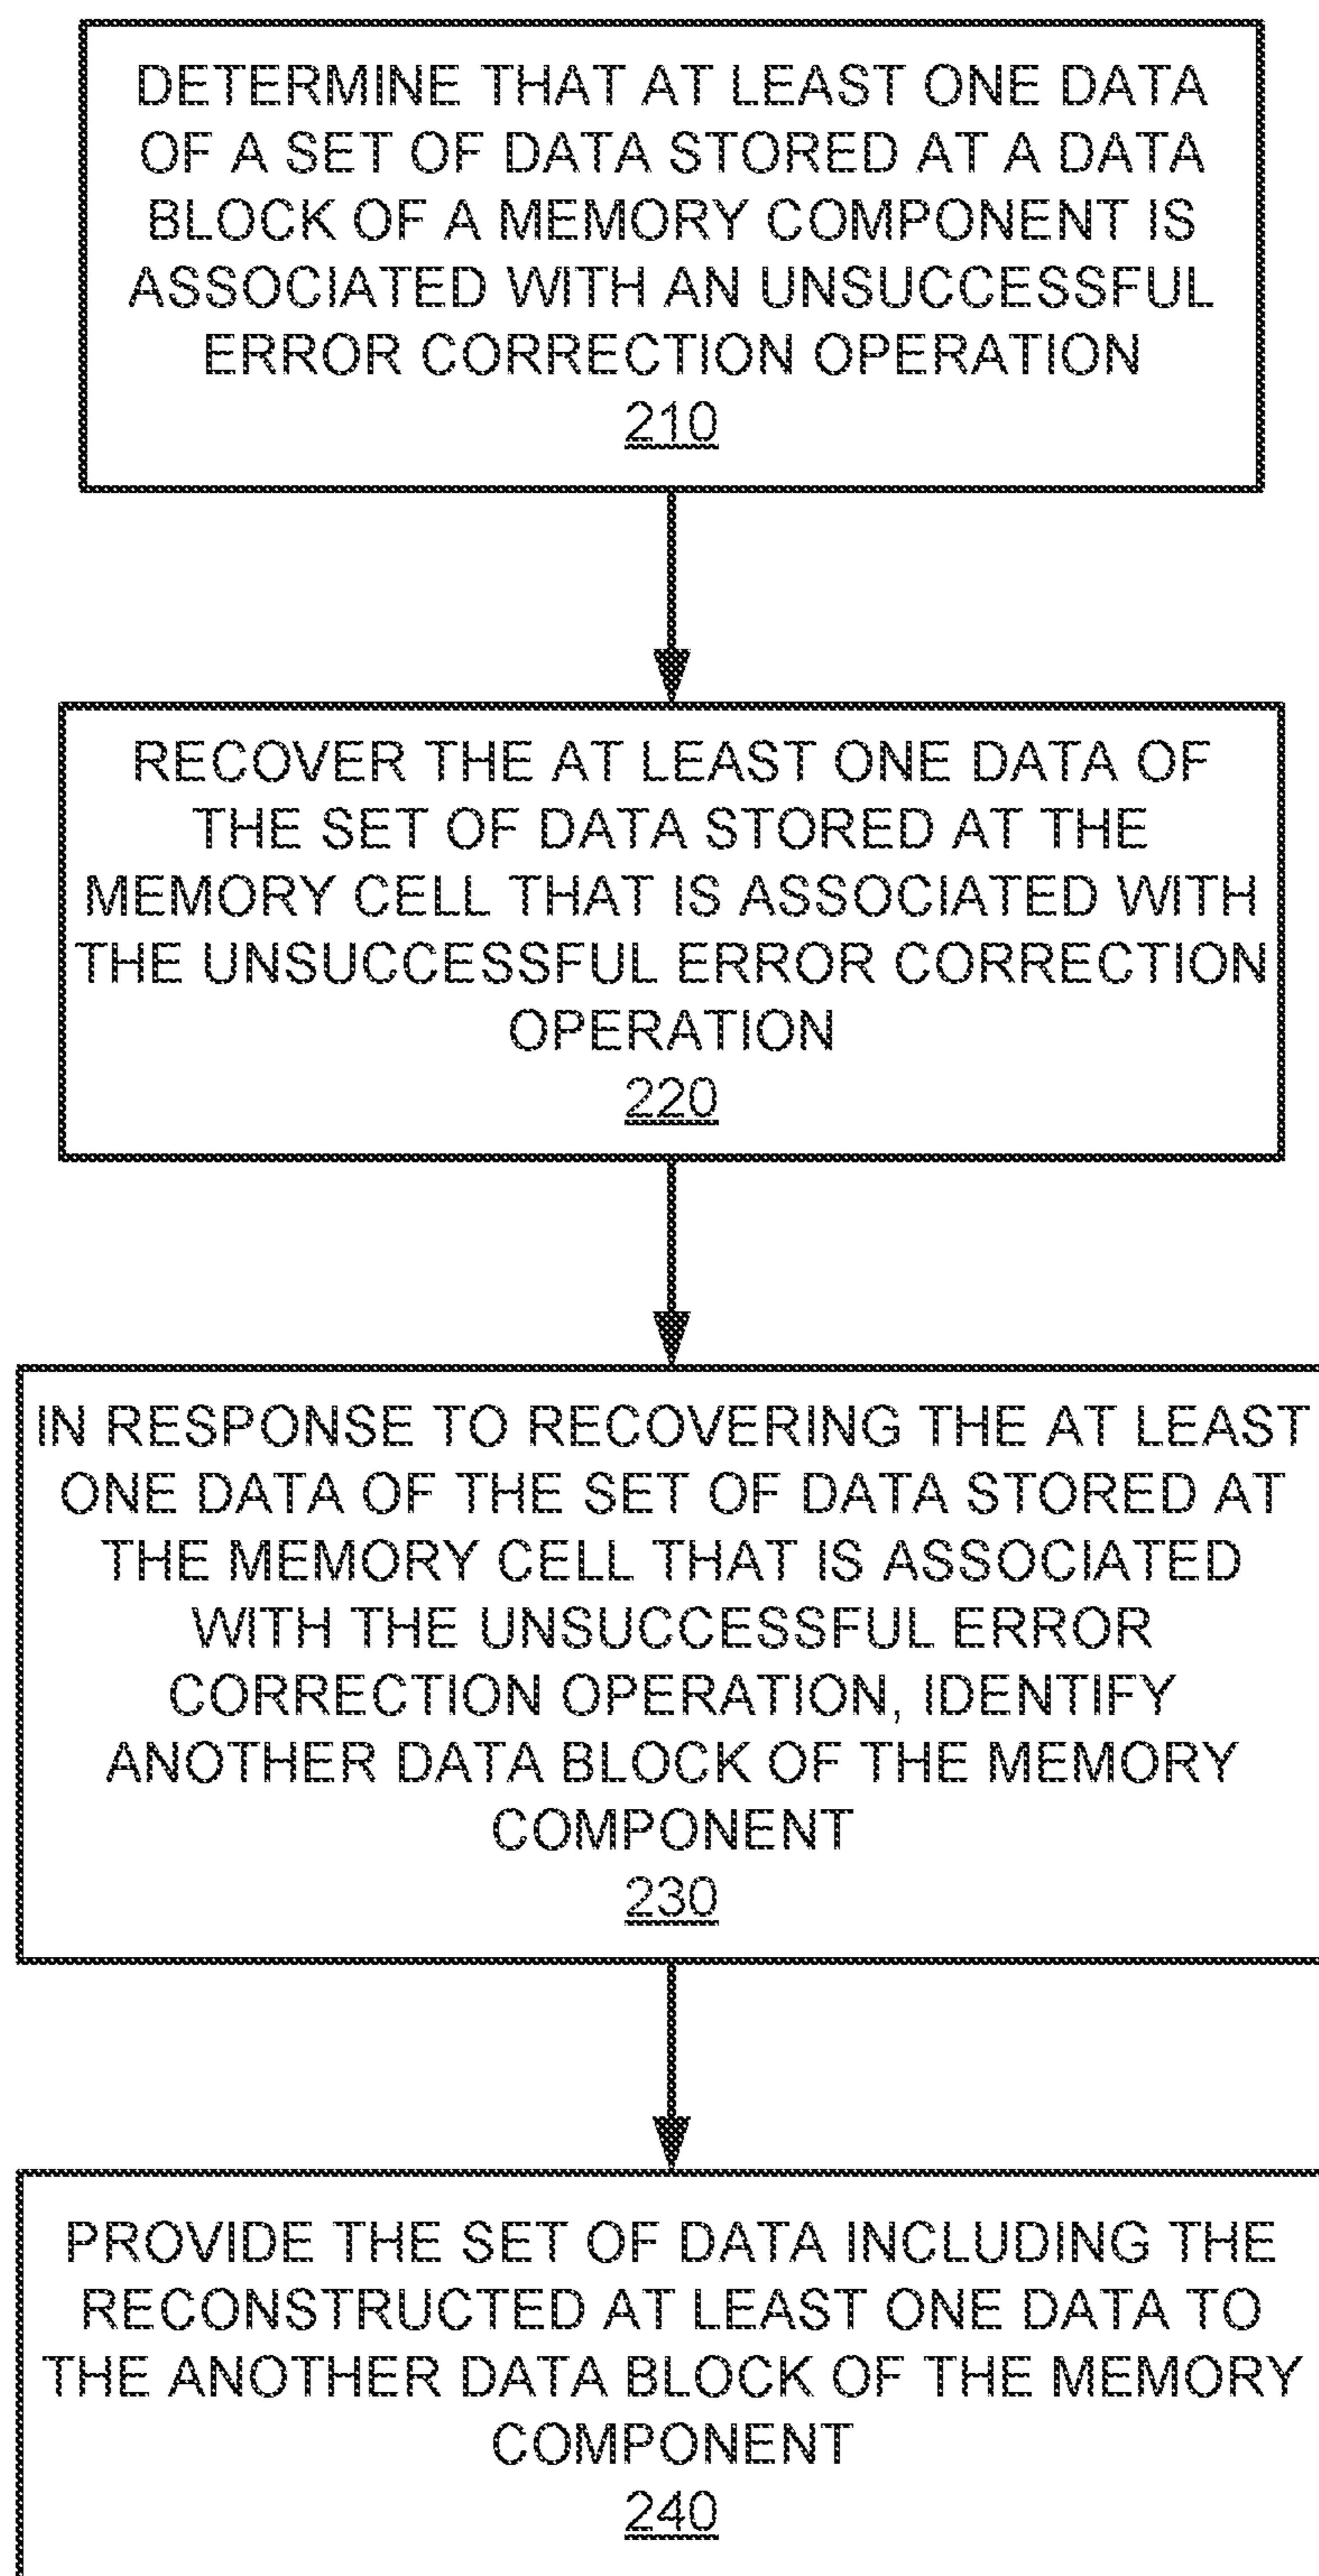 DETERMINE THAT AT LEAST ONE DATA
OF A SET OF DATA STORED AT A DATA
BLOCK OF A MEMORY COMPONENT IS
ASSOCIATED WITH AN UNSUCCESSFUL
ERROR CORRECTION OPERATION
210
RECOVER THE AT LEAST ONE DATA OF
THE SET OF DATA STORED AT THE
MEMORY CELL THAT IS ASSOCIATED WITH
THE UNSUCCESSFUL ERROR CORRECTION
OPERATION
220
IN RESPONSE TO RECOVERING THE AT LEAST
ONE DATA OF THE SET OF DATA STORED AT
THE MEMORY CELL THAT IS ASSOCIATED
WITH THE UNSUCCESSFUL ERROR
CORRECTION OPERATION, IDENTIFY
ANOTHER DATA BLOCK OF THE MEMORY
COMPONENT
230
PROVIDE THE SET OF DATA INCLUDING THE
RECONSTRUCTED AT LEAST ONE DATA TO
THE ANOTHER DATA BLOCK OF THE MEMORY
COMPONENT
240